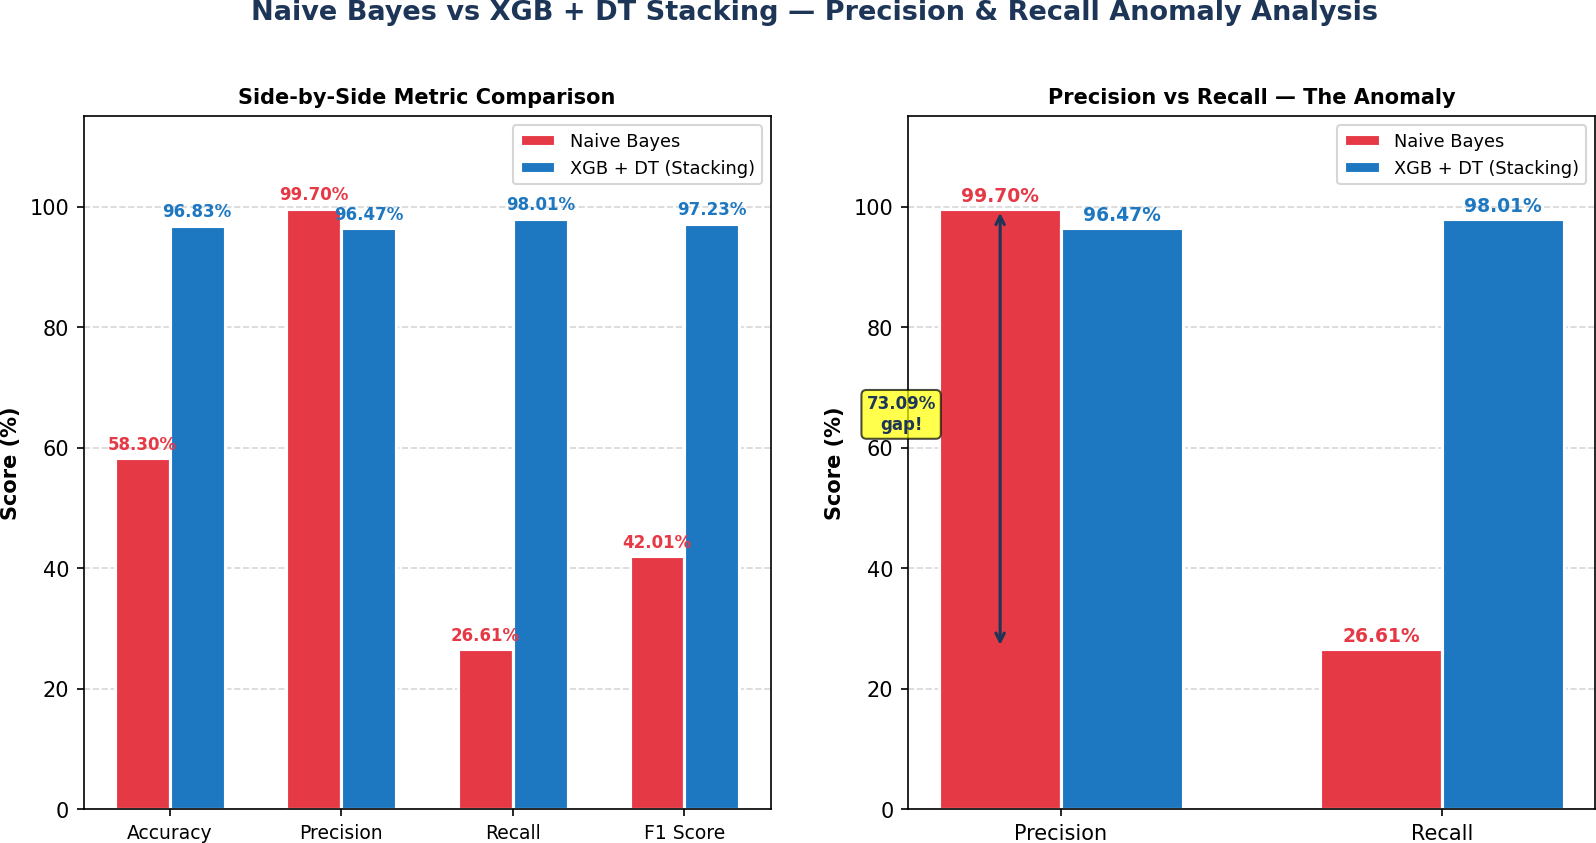 Naive Bayes vs XGB + DT Stacking — Precision & Recall Anomaly Analysis
Side-by-Side Metric Comparison
Naive Bayes
XGB + DT (Stacking)
Score (%)
100
80
60
40
20
0
58.30%
96.83%
99.70%
96.47%
26.61%
98.01%
42.01%
97.23%
Accuracy
Precision
Recall
F1 Score
Precision vs Recall — The Anomaly
Naive Bayes
XGB + DT (Stacking)
Score (%)
100
80
60
40
20
0
99.70%
96.47%
73.09%
gap!
26.61%
98.01%
Precision
Recall